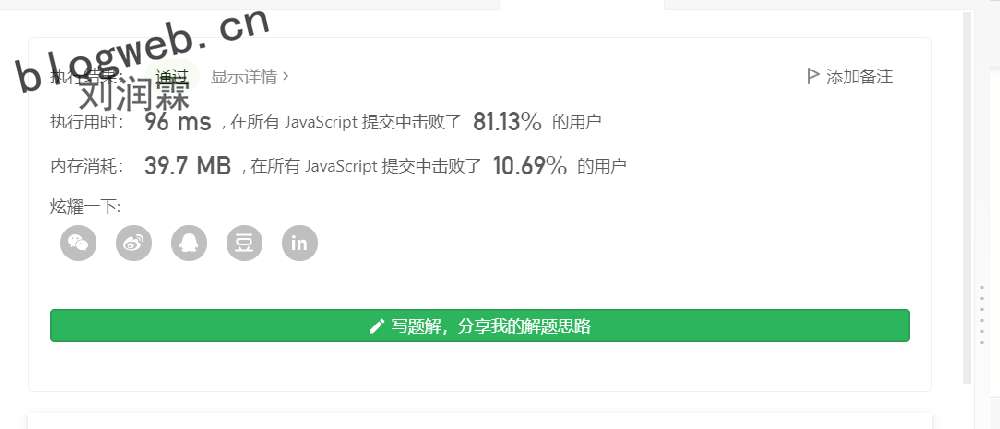 blogweb.cn
执行结果: 通过 显示详情 › 添加备注
刘润霖
执行用时: 96 ms , 在所有 JavaScript 提交中击败了 81.13% 的用户
内存消耗: 39.7 MB , 在所有 JavaScript 提交中击败了 10.69% 的用户
炫耀一下:
豆 in
写题解，分享我的解题思路